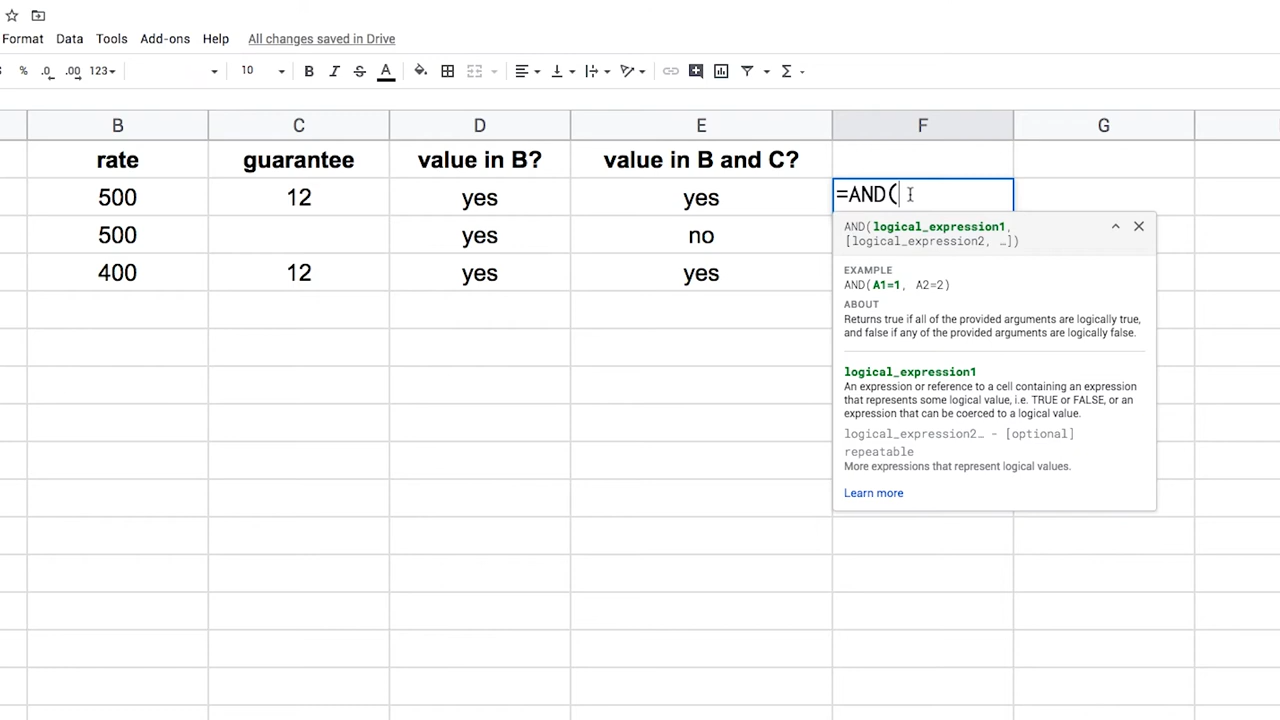 Format Data Tools Add-ons Help All changes saved in Drive
% .0 .00 123 10 B I S A Σ
B C D E F G
rate guarantee value in B? value in B and C?
500 12 yes yes =AND(
500 yes no
400 12 yes yes
AND(logical_expression1,
[logical_expression2, …])
EXAMPLE
AND(A1=1, A2=2)
ABOUT
Returns true if all of the provided arguments are logically true,
and false if any of the provided arguments are logically false.
logical_expression1
An expression or reference to a cell containing an expression
that represents some logical value, i.e. TRUE or FALSE, or an
expression that can be coerced to a logical value.
logical_expression2… - [optional]
repeatable
More expressions that represent logical values.
Learn more